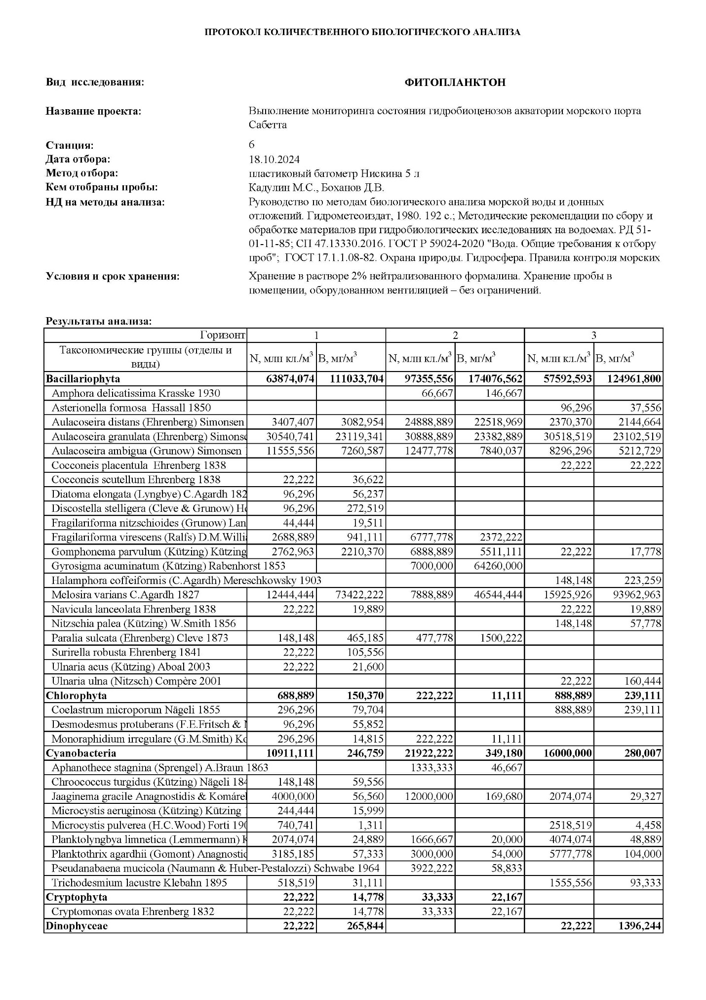 ПРОТОКОЛ КОЛИЧЕСТВЕННОГО БИОЛОГИЧЕСКОГО АНАЛИЗА
Вид исследования: ФИТОПЛАНКТОН
Название проекта: Выполнение мониторинга состояния гидробиоценозов акватории морского порта
Сабетта
Станция: 6
Дата отбора: 18.10.2024
Метод отбора: пластиковый батометр Нискина 5 л
Кем отобраны пробы: Кадулин М.С., Боханов Д.В.
НД на методы анализа: Руководство по методам биологического анализа морской воды и донных
отложений. Гидрометеоиздат, 1980. 192 с.; Методические рекомендации по сбору и
обработке материалов при гидробиологических исследованиях на водоемах. РД 51-
01-11-85; СП 47.13330.2016. ГОСТ Р 59024-2020 "Вода. Общие требования к отбору
проб"; ГОСТ 17.1.1.08-82. Охрана природы. Гидросфера. Правила контроля морских
Условия и срок хранения: Хранение в растворе 2% нейтрализованного формалина. Хранение пробы в
помещении, оборудованном вентиляцией – без ограничений.
Результаты анализа:
Горизонт 1 2 3
Таксономические группы (отделы и
виды) N, млн кл./м³ B, мг/м³ N, млн кл./м³ B, мг/м³ N, млн кл./м³ B, мг/м³
Bacillariophyta 63874,074 111033,704 97355,556 174076,562 57592,593 124961,800
Amphora delicatissima Krasske 1930 66,667 146,667
Asterionella formosa Hassall 1850 96,296 37,556
Aulacoseira distans (Ehrenberg) Simonsen 3407,407 3082,954 24888,889 22518,969 2370,370 2144,664
Aulacoseira granulata (Ehrenberg) Simonse 30540,741 23119,341 30888,889 23382,889 30518,519 23102,519
Aulacoseira ambigua (Grunow) Simonsen 11555,556 7260,587 12477,778 7840,037 8296,296 5212,729
Cocconeis placentula Ehrenberg 1838 22,222 22,222
Cocconeis scutellum Ehrenberg 1838 22,222 36,622
Diatoma elongata (Lyngbye) C.Agardh 182 96,296 56,237
Discostella stelligera (Cleve & Grunow) Ho 96,296 272,519
Fragilariforma nitzschioides (Grunow) Lan 44,444 19,511
Fragilariforma virescens (Ralfs) D.M.Willia 2688,889 941,111 6777,778 2372,222
Gomphonema parvulum (Kützing) Kützing 2762,963 2210,370 6888,889 5511,111 22,222 17,778
Gyrosigma acuminatum (Kützing) Rabenhorst 1853 7000,000 64260,000
Halamphora coffeiformis (C.Agardh) Mereschkowsky 1903 148,148 223,259
Melosira varians C.Agardh 1827 12444,444 73422,222 7888,889 46544,444 15925,926 93962,963
Navicula lanceolata Ehrenberg 1838 22,222 19,889 22,222 19,889
Nitzschia palea (Kützing) W.Smith 1856 148,148 57,778
Paralia sulcata (Ehrenberg) Cleve 1873 148,148 465,185 477,778 1500,222
Surirella robusta Ehrenberg 1841 22,222 105,556
Ulnaria acus (Kützing) Aboal 2003 22,222 21,600
Ulnaria ulna (Nitzsch) Compère 2001 22,222 160,444
Chlorophyta 688,889 150,370 222,222 11,111 888,889 239,111
Coelastrum microporum Nägeli 1855 296,296 79,704 888,889 239,111
Desmodesmus protuberans (F.E.Fritsch & 96,296 55,852
Monoraphidium irregulare (G.M.Smith) Ko 296,296 14,815 222,222 11,111
Cyanobacteria 10911,111 246,759 21922,222 349,180 16000,000 280,007
Aphanothece stagnina (Sprengel) A.Braun 1863 1333,333 46,667
Chroococcus turgidus (Kützing) Nägeli 184 148,148 59,556
Jaaginema gracile Anagnostidis & Komárel 4000,000 56,560 12000,000 169,680 2074,074 29,327
Microcystis aeruginosa (Kützing) Kützing 244,444 15,999
Microcystis pulverea (H.C.Wood) Forti 190 740,741 1,311 2518,519 4,458
Planktolyngbya limnetica (Lemmermann) K 2074,074 24,889 1666,667 20,000 4074,074 48,889
Planktothrix agardhii (Gomont) Anagnostid 3185,185 57,333 3000,000 54,000 5777,778 104,000
Pseudanabaena mucicola (Naumann & Huber-Pestalozzi) Schwabe 1964 3922,222 58,833
Trichodesmium lacustre Klebahn 1895 518,519 31,111 1555,556 93,333
Cryptophyta 22,222 14,778 33,333 22,167
Cryptomonas ovata Ehrenberg 1832 22,222 14,778 33,333 22,167
Dinophyceae 22,222 265,844 22,222 1396,244